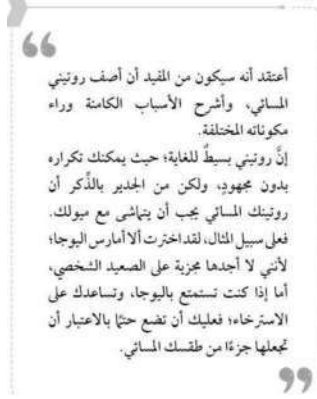 أعتقد أنه سيكون من المفيد أن أصف روتيني
المسائي، وأشرح الأسباب الكامنة وراء
مكوناته المختلفة.
إنَّ روتيني بسيطٌ للغاية؛ حيث يمكنك تكراره
بدون مجهودٍ، ولكن من الجدير بالذِّكر أن
روتينك المسائي يجب أن يتماشى مع ميولك.
فعلى سبيل المثال، لقد اخترت ألا أمارس اليوجا؛
لأنني لا أجدها مجزية على الصعيد الشخصي،
أما إذا كنت تستمتع باليوجا، وتساعدك على
الاسترخاء؛ فعليك أن تضع حتمًا بالاعتبار أن
تجعلها جزءًا من طقسك المسائي.